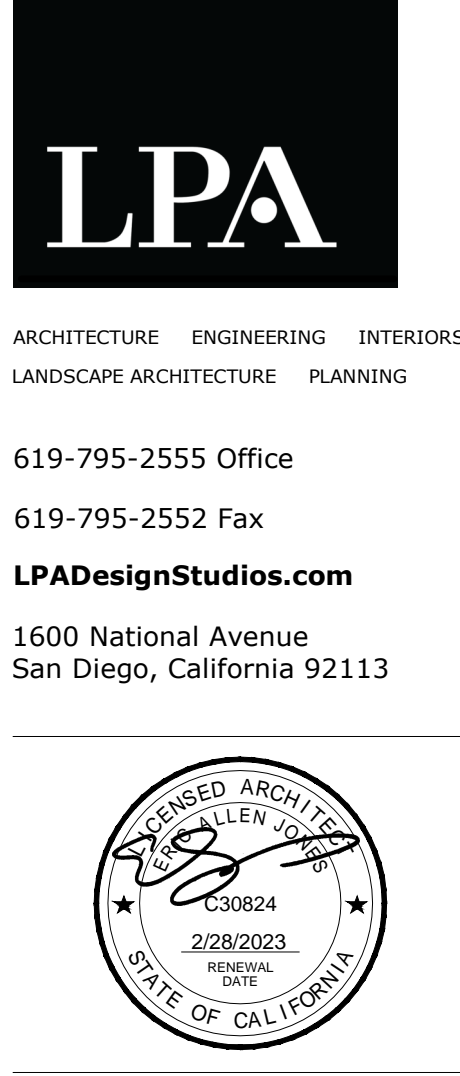 LPA
ARCHITECTURE ENGINEERING INTERIORS
LANDSCAPE ARCHITECTURE PLANNING
619-795-2555 Office
619-795-2552 Fax
LPADesignStudios.com
1600 National Avenue
San Diego, California 92113
LICENSED ARCHITECT
ERIC ALLEN JONES
C30824
2/28/2023
RENEWAL
DATE
STATE OF CALIFORNIA